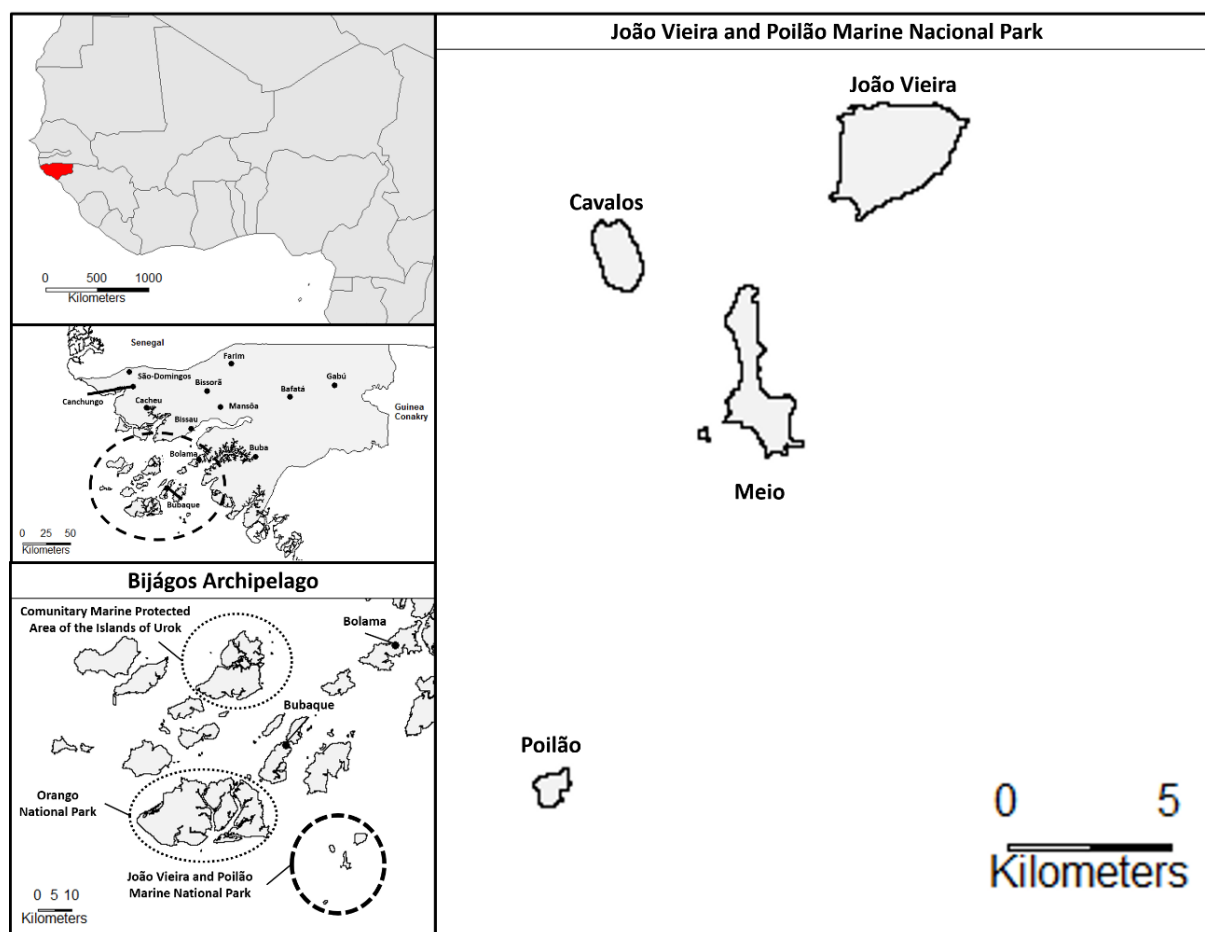 0 500 1000
Kilometers
Senegal
Farim
São-Domingos
Gabú
Bissorã
Bafatá
Canchungo
Cacheu
Mansôa
Guinea
Conakry
Bissau
Bolama
Buba
Bubaque
0 25 50
Kilometers
Bijágos Archipelago
Comunitary Marine Protected
Area of the Islands of Urok
Bolama
Bubaque
Orango
National Park
João Vieira and Poilão
Marine National Park
0 5 10
Kilometers
João Vieira and Poilão Marine Nacional Park
João Vieira
Cavalos
Meio
Poilão
0 5
Kilometers